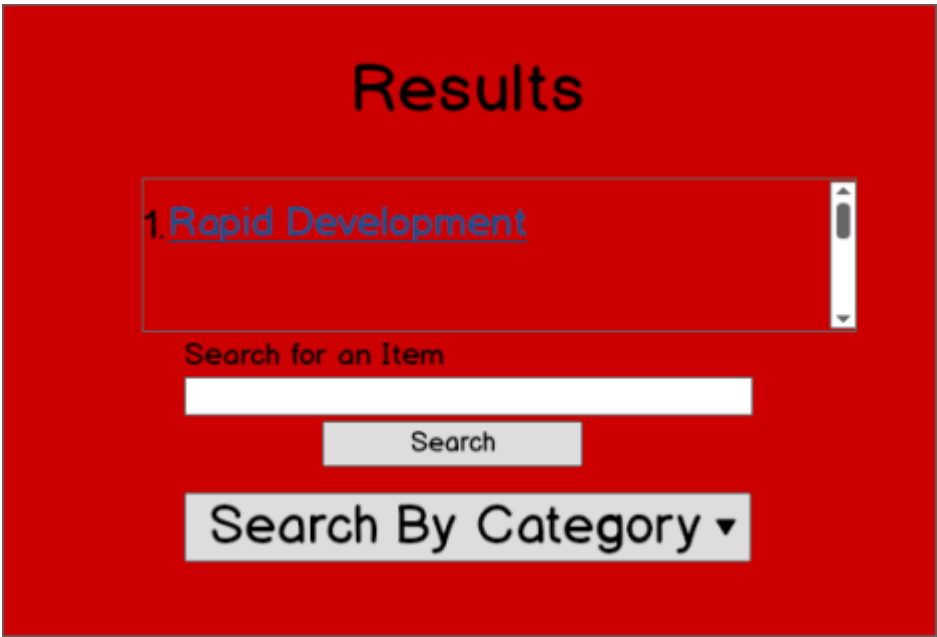 Results
1. Rapid Development
Search for an Item
Search
Search By Category